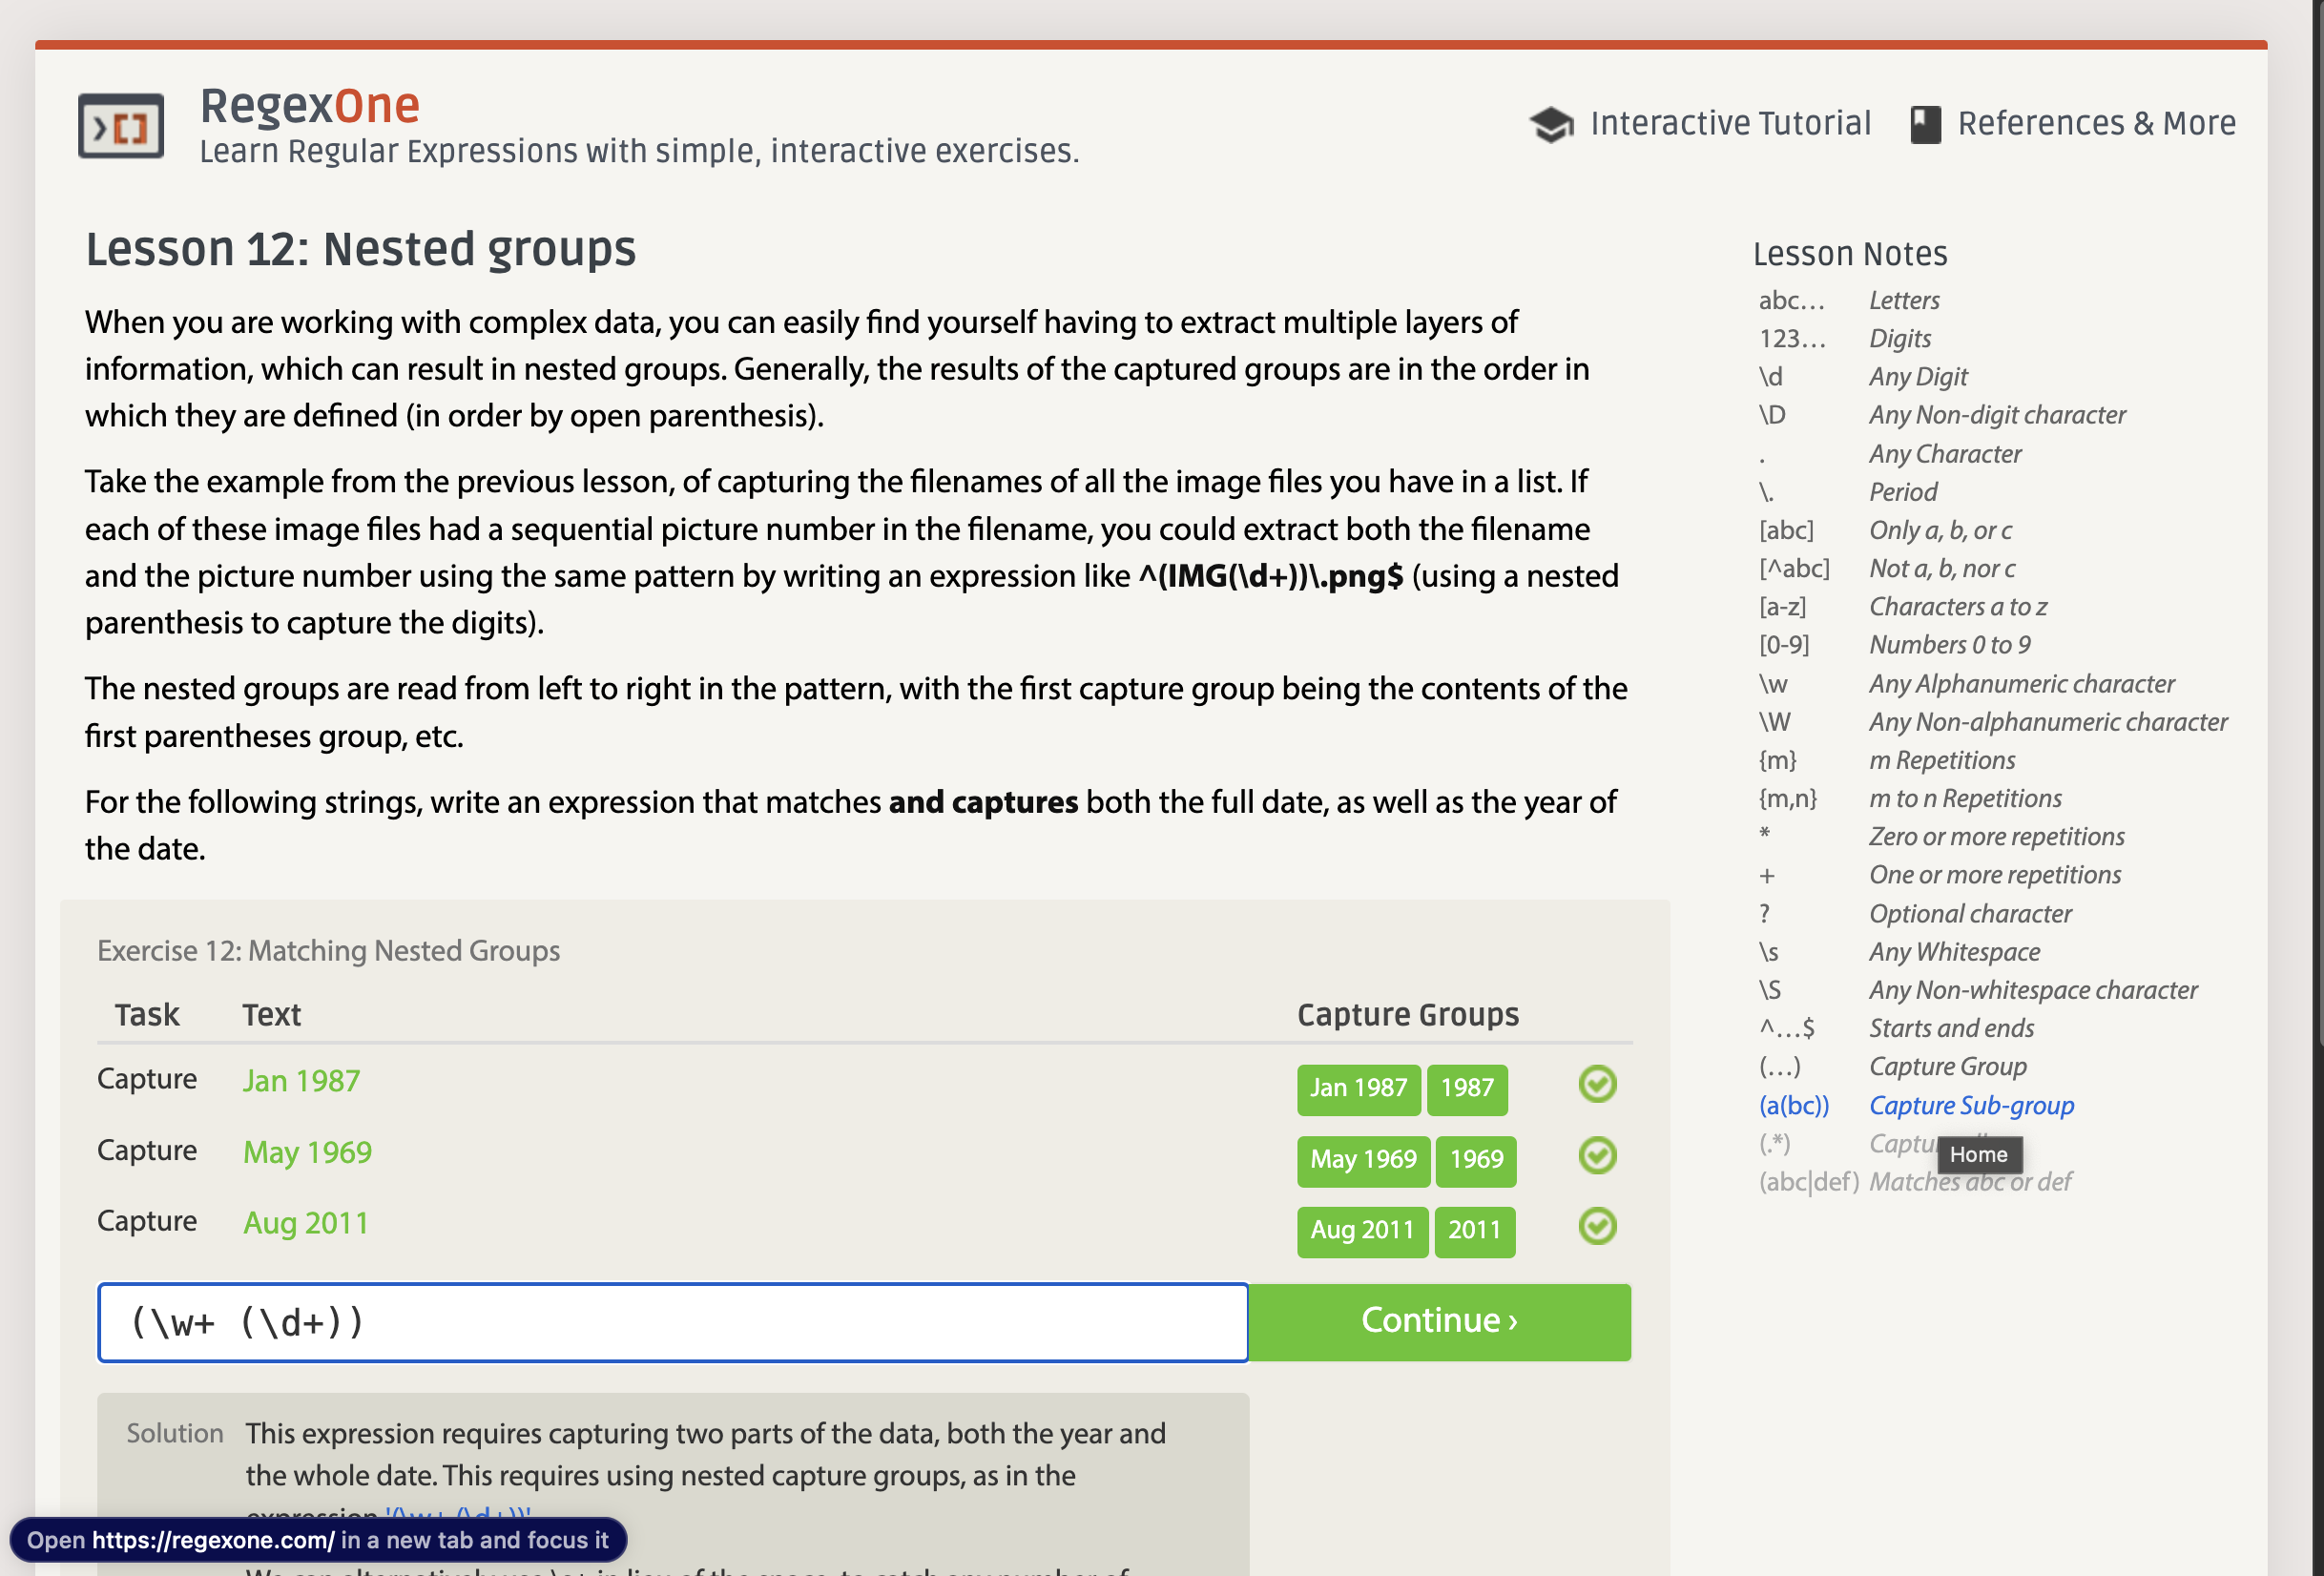 RegexOne
Learn Regular Expressions with simple, interactive exercises.
Interactive Tutorial
References & More
Lesson 12: Nested groups
When you are working with complex data, you can easily find yourself having to extract multiple layers of
information, which can result in nested groups. Generally, the results of the captured groups are in the order in
which they are defined (in order by open parenthesis).
Take the example from the previous lesson, of capturing the filenames of all the image files you have in a list. If
each of these image files had a sequential picture number in the filename, you could extract both the filename
and the picture number using the same pattern by writing an expression like ^(IMG(\d+))\.png$ (using a nested
parenthesis to capture the digits).
The nested groups are read from left to right in the pattern, with the first capture group being the contents of the
first parentheses group, etc.
For the following strings, write an expression that matches and captures both the full date, as well as the year of
the date.
Exercise 12: Matching Nested Groups
Task Text Capture Groups
Capture Jan 1987 Jan 1987 1987
Capture May 1969 May 1969 1969
Capture Aug 2011 Aug 2011 2011
(\w+ (\d+))
Continue ›
Solution This expression requires capturing two parts of the data, both the year and
the whole date. This requires using nested capture groups, as in the
expression '(\w+ (\d+))'
We can alternatively use \s+ in lieu of the space, to catch any number of
Open https://regexone.com/ in a new tab and focus it
Lesson Notes
abc… Letters
123… Digits
\d Any Digit
\D Any Non-digit character
. Any Character
\. Period
[abc] Only a, b, or c
[^abc] Not a, b, nor c
[a-z] Characters a to z
[0-9] Numbers 0 to 9
\w Any Alphanumeric character
\W Any Non-alphanumeric character
{m} m Repetitions
{m,n} m to n Repetitions
* Zero or more repetitions
+ One or more repetitions
? Optional character
\s Any Whitespace
\S Any Non-whitespace character
^…$ Starts and ends
(…) Capture Group
(a(bc)) Capture Sub-group
(.*)
Home
(abc|def) Matches abc or def